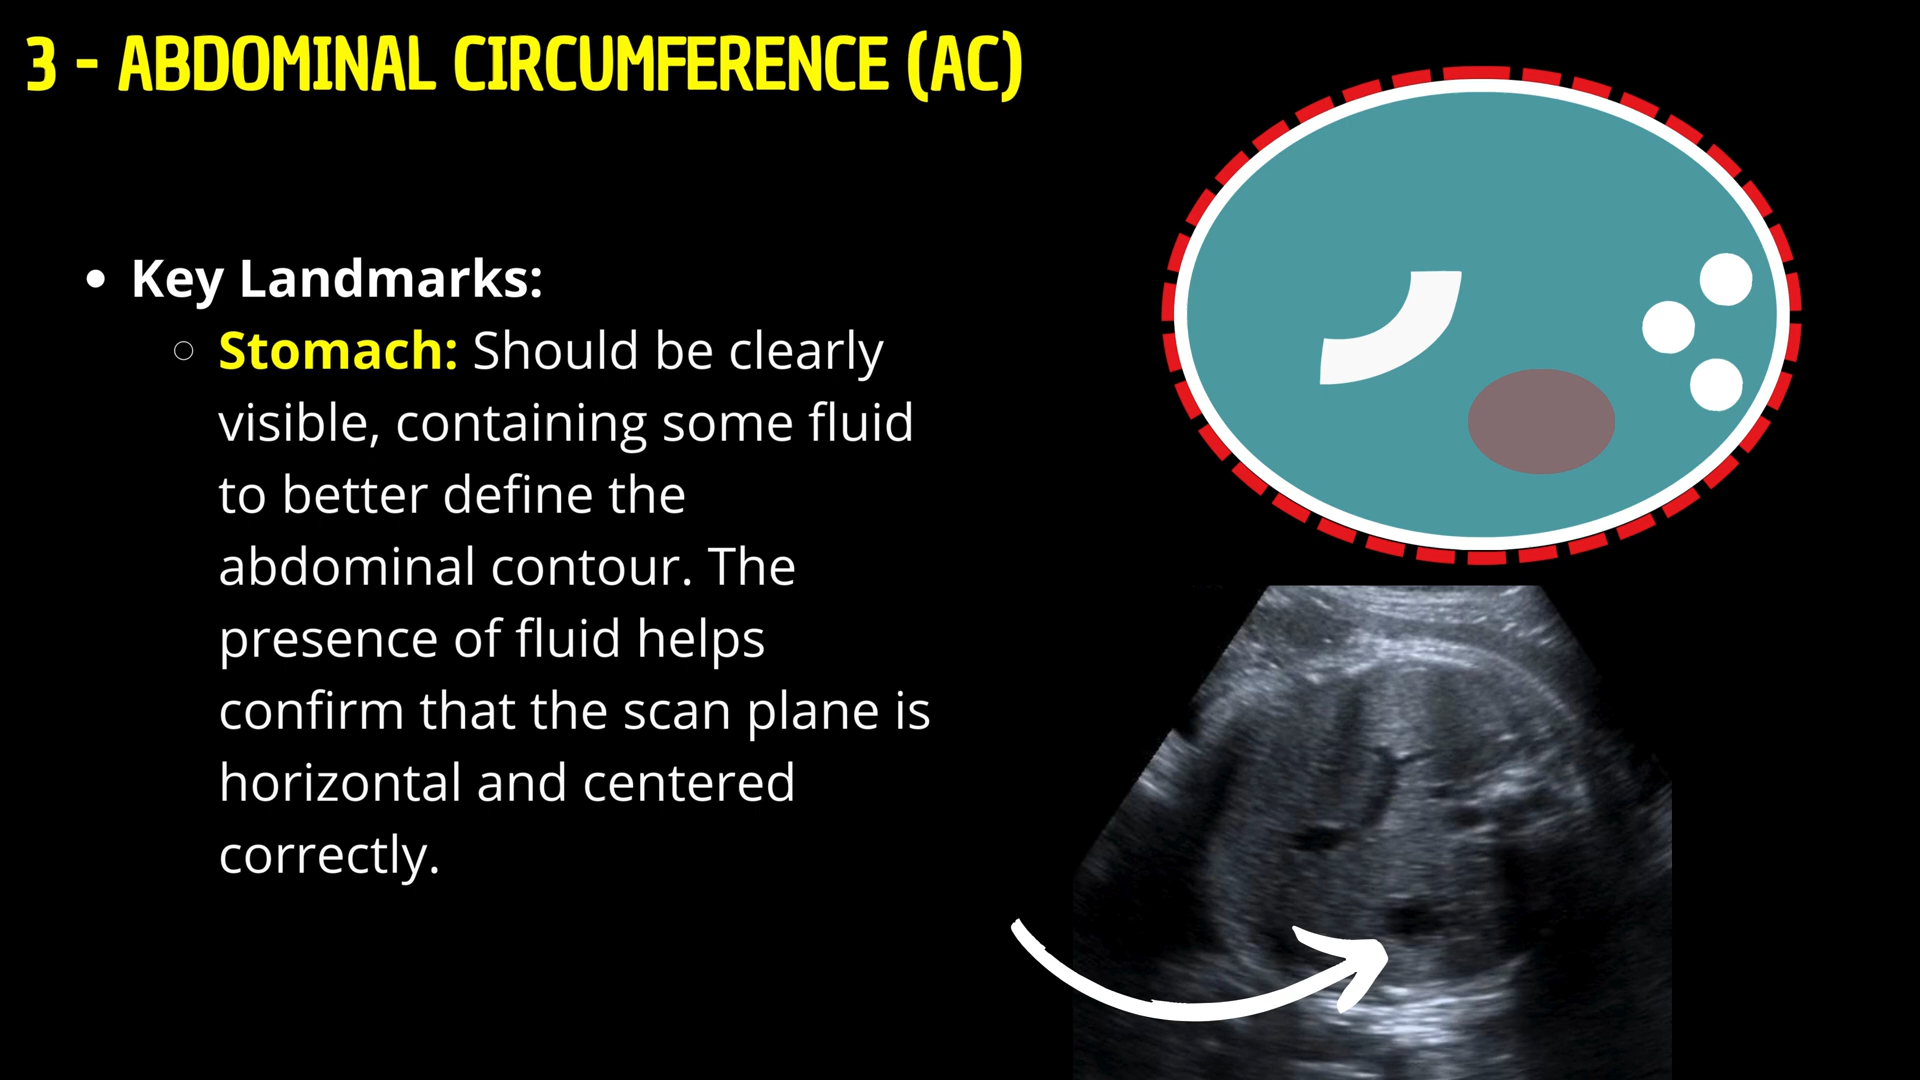 3 - ABDOMINAL CIRCUMFERENCE (AC)
• Key Landmarks:
○ Stomach: Should be clearly
visible, containing some fluid
to better define the
abdominal contour. The
presence of fluid helps
confirm that the scan plane is
horizontal and centered
correctly.